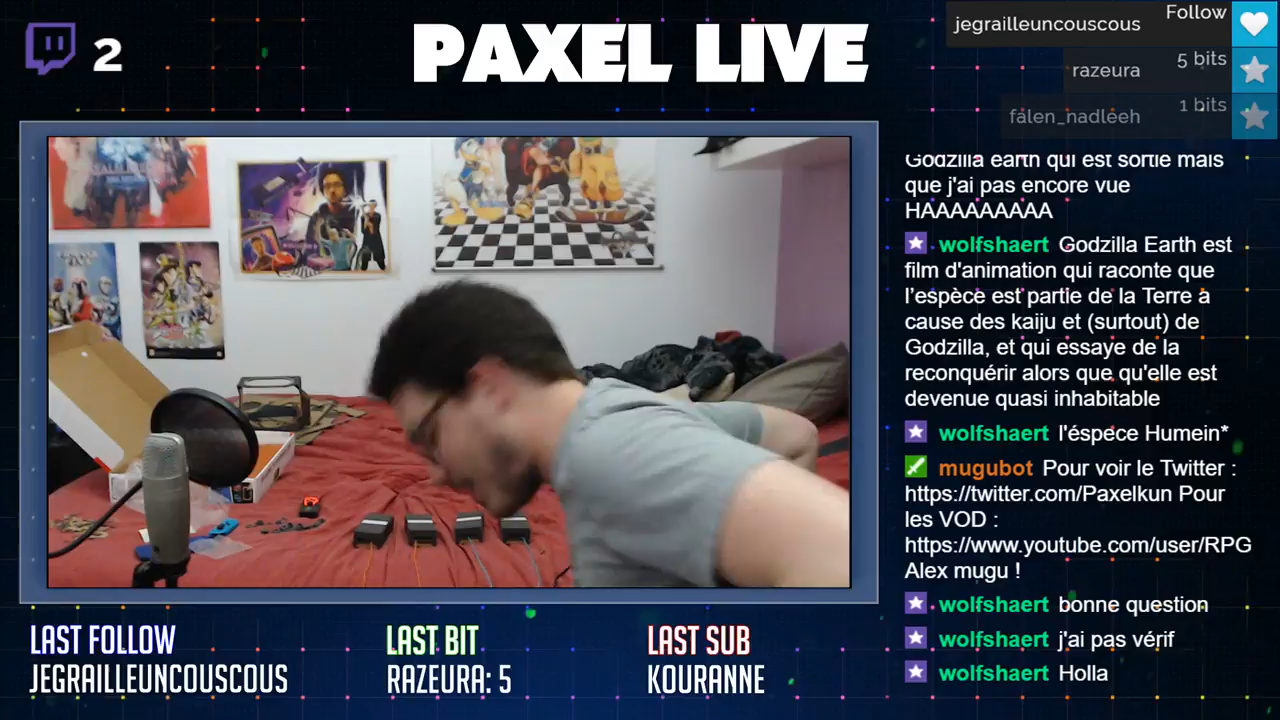 2
PAXEL LIVE
jegrailleuncouscous Follow
razeura 5 bits
falen_nadleeh 1 bits
Godzilla earth qui est sortie mais
que j'ai pas encore vue
HAAAAAAAAA
wolfshaert Godzilla Earth est
film d'animation qui raconte que
l'espèce est partie de la Terre à
cause des kaiju et (surtout) de
Godzilla, et qui essaye de la
reconquérir alors que qu'elle est
devenue quasi inhabitable
wolfshaert l'éspece Humein*
mugubot Pour voir le Twitter :
https://twitter.com/Paxelkun Pour
les VOD :
https://www.youtube.com/user/RPG
Alex mugu !
wolfshaert bonne question
wolfshaert j'ai pas vérif
wolfshaert Holla
LAST FOLLOW
JEGRAILLEUNCOUSCOUS
LAST BIT
RAZEURA: 5
LAST SUB
KOURANNE